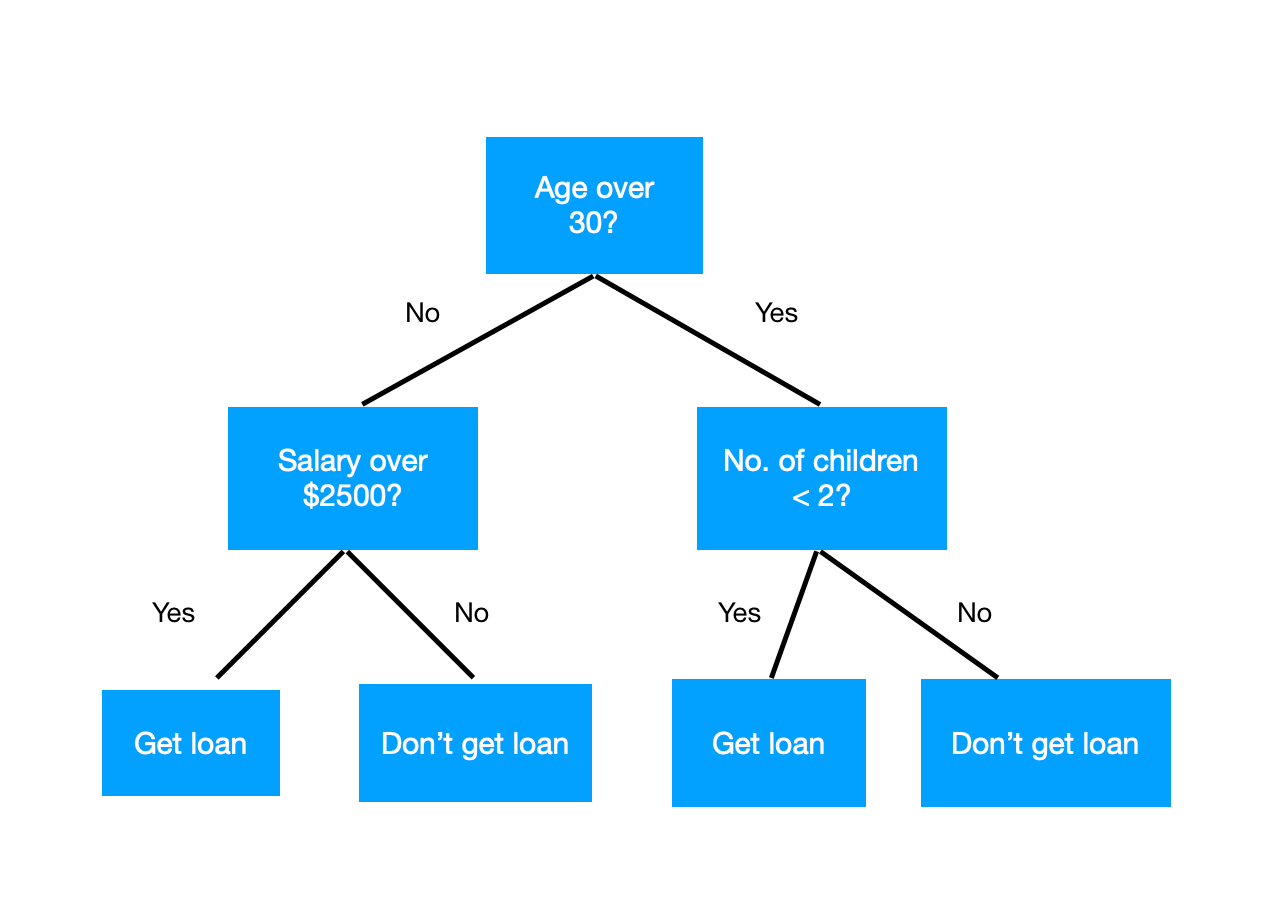 Age over
30?
No
Yes
Salary over
$2500?
No. of children
< 2?
Yes
No
Yes
No
Get loan
Don’t get loan
Get loan
Don’t get loan